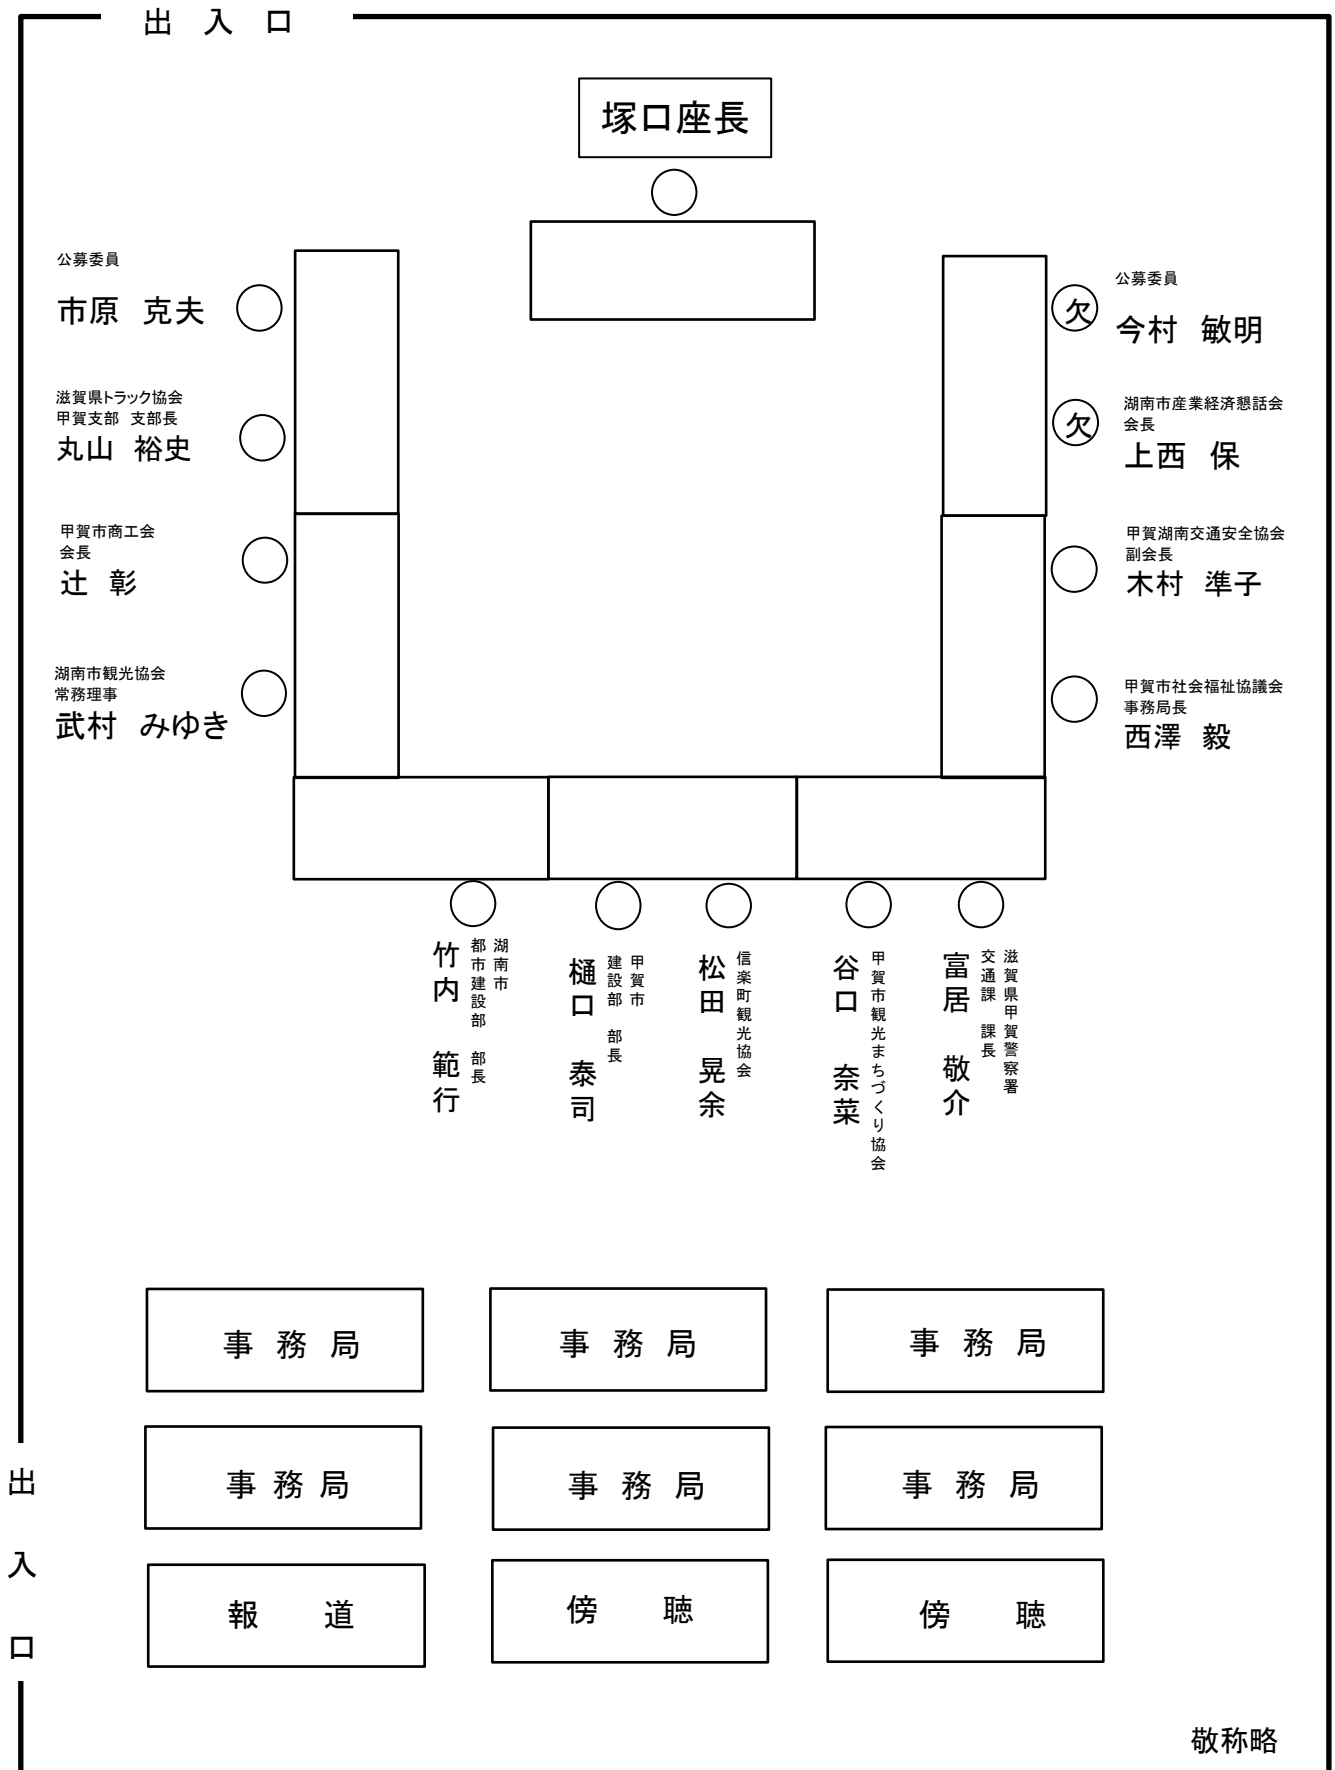 出 入 口
塚口座長
公募委員
市原 克夫
滋賀県トラック協会
甲賀支部 支部長
丸山 裕史
甲賀市商工会
会長
辻 彰
湖南市観光協会
常務理事
武村 みゆき
欠
公募委員
今村 敏明
欠
湖南市産業経済懇話会
会長
上西 保
甲賀湖南交通安全協会
副会長
木村 準子
甲賀市社会福祉協議会
事務局長
西澤 毅
湖南市
都市建設部 部長
竹内 範行
甲賀市
建設部 部長
樋口 泰司
信楽町観光協会
松田 晃余
甲賀市観光まちづくり協会
谷口 奈菜
滋賀県甲賀警察署
交通課 課長
富居 敬介
事 務 局
事 務 局
事 務 局
事 務 局
事 務 局
事 務 局
報 道
傍 聴
傍 聴
出 入 口
敬称略